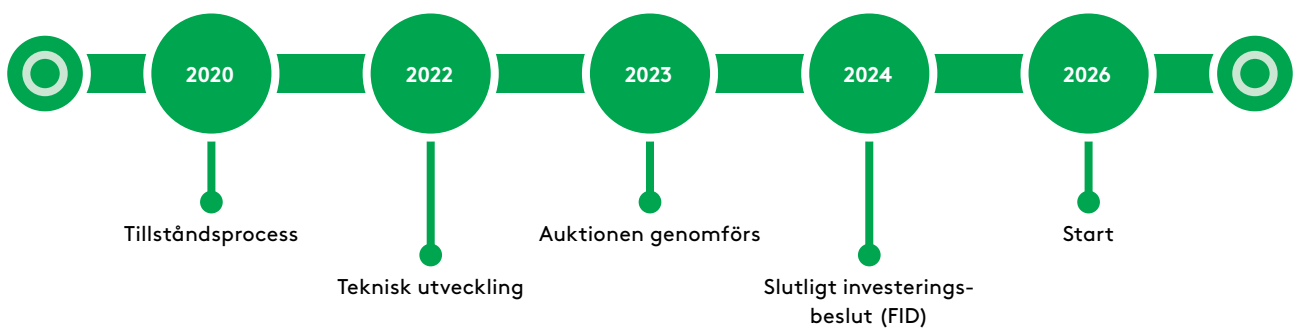 2020
2022
2023
2024
2026
Tillståndsprocess
Auktionen genomförs
Start
Teknisk utveckling
Slutligt investerings-
beslut (FID)